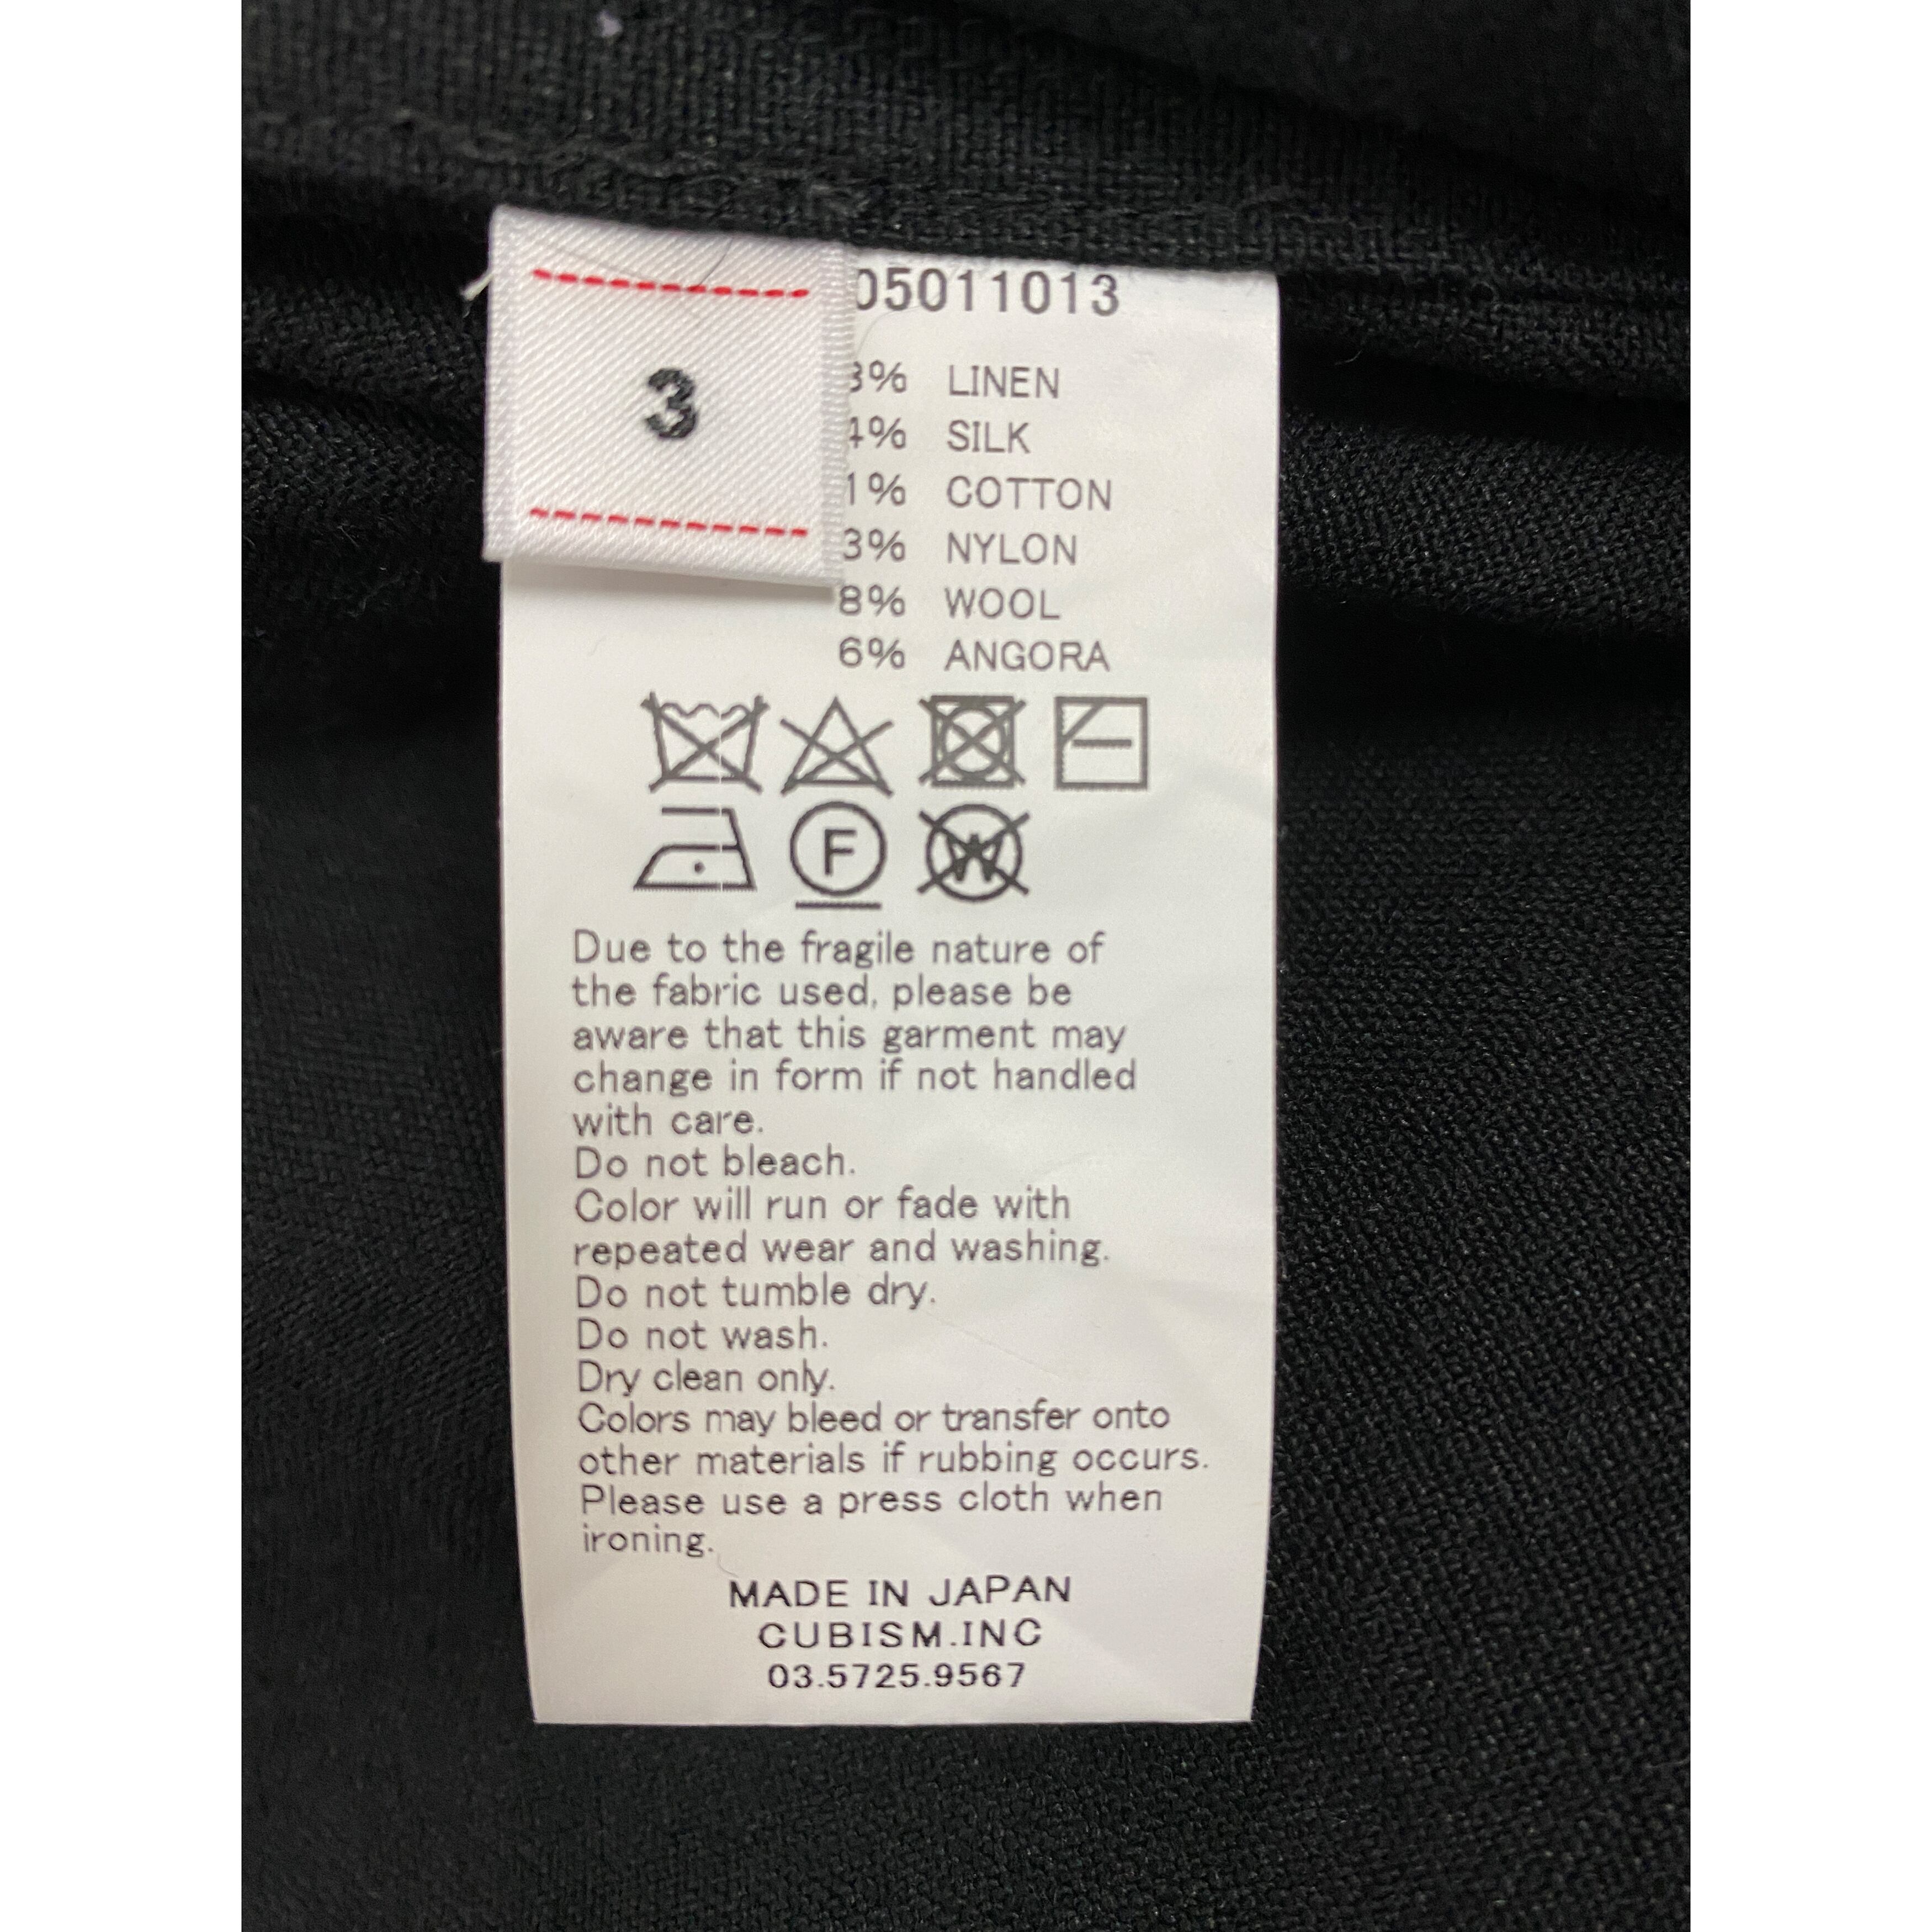 3
05011013
3% LINEN
4% SILK
1% COTTON
3% NYLON
8% WOOL
6% ANGORA
F
W
Due to the fragile nature of
the fabric used, please be
aware that this garment may
change in form if not handled
with care.
Do not bleach.
Color will run or fade with
repeated wear and washing.
Do not tumble dry.
Do not wash.
Dry clean only.
Colors may bleed or transfer onto
other materials if rubbing occurs.
Please use a press cloth when
ironing.
MADE IN JAPAN
CUBISM.INC
03.5725.9567